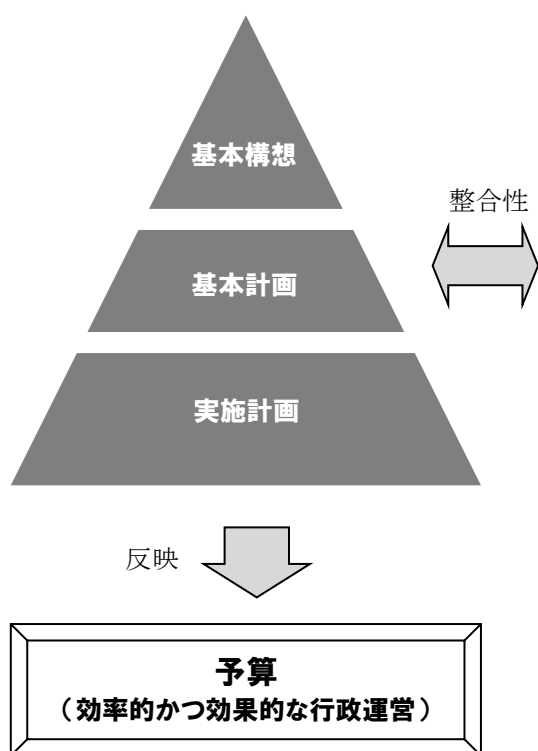 基本構想
整合性
基本計画
実施計画
反映
予算
（効率的かつ効果的な行政運営）